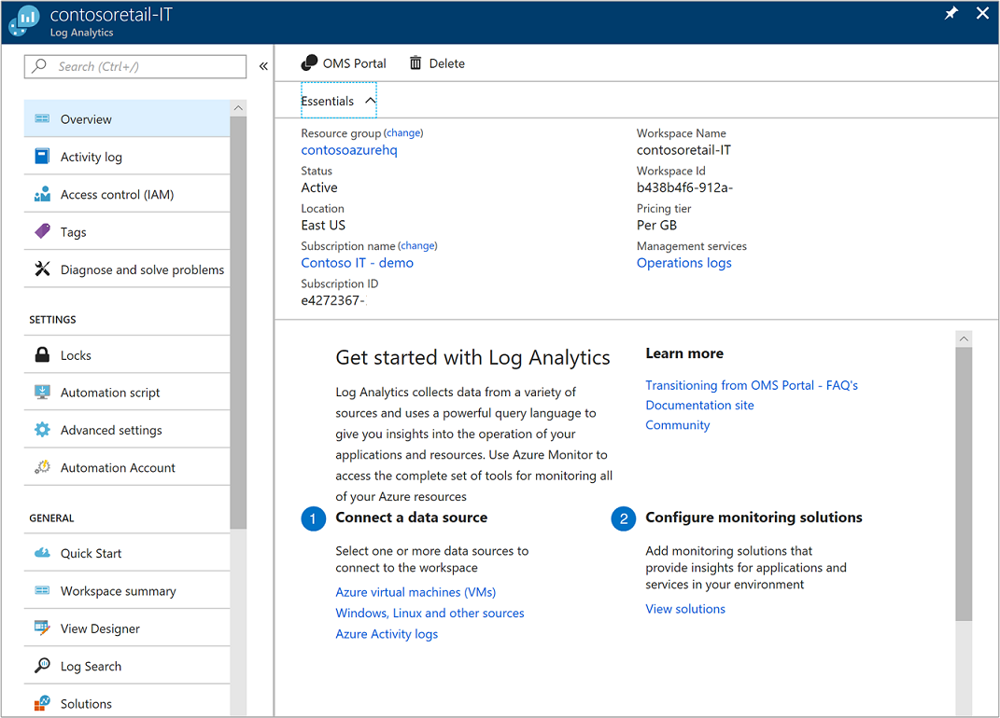 contosoretail-IT
Log Analytics
Search (Ctrl+/)
«
Overview
Activity log
Access control (IAM)
Tags
Diagnose and solve problems
SETTINGS
Locks
Automation script
Advanced settings
Automation Account
GENERAL
Quick Start
Workspace summary
View Designer
Log Search
Solutions
OMS Portal
Delete
Essentials
Resource group (change)
contosoazurehq
Status
Active
Location
East US
Subscription name (change)
Contoso IT - demo
Subscription ID
e4272367-
Workspace Name
contosoretail-IT
Workspace Id
b438b4f6-912a-
Pricing tier
Per GB
Management services
Operations logs
Get started with Log Analytics
Log Analytics collects data from a variety of
sources and uses a powerful query language to
give you insights into the operation of your
applications and resources. Use Azure Monitor to
access the complete set of tools for monitoring all
of your Azure resources
Learn more
Transitioning from OMS Portal - FAQ's
Documentation site
Community
1 Connect a data source
Select one or more data sources to
connect to the workspace
Azure virtual machines (VMs)
Windows, Linux and other sources
Azure Activity logs
2 Configure monitoring solutions
Add monitoring solutions that
provide insights for applications and
services in your environment
View solutions